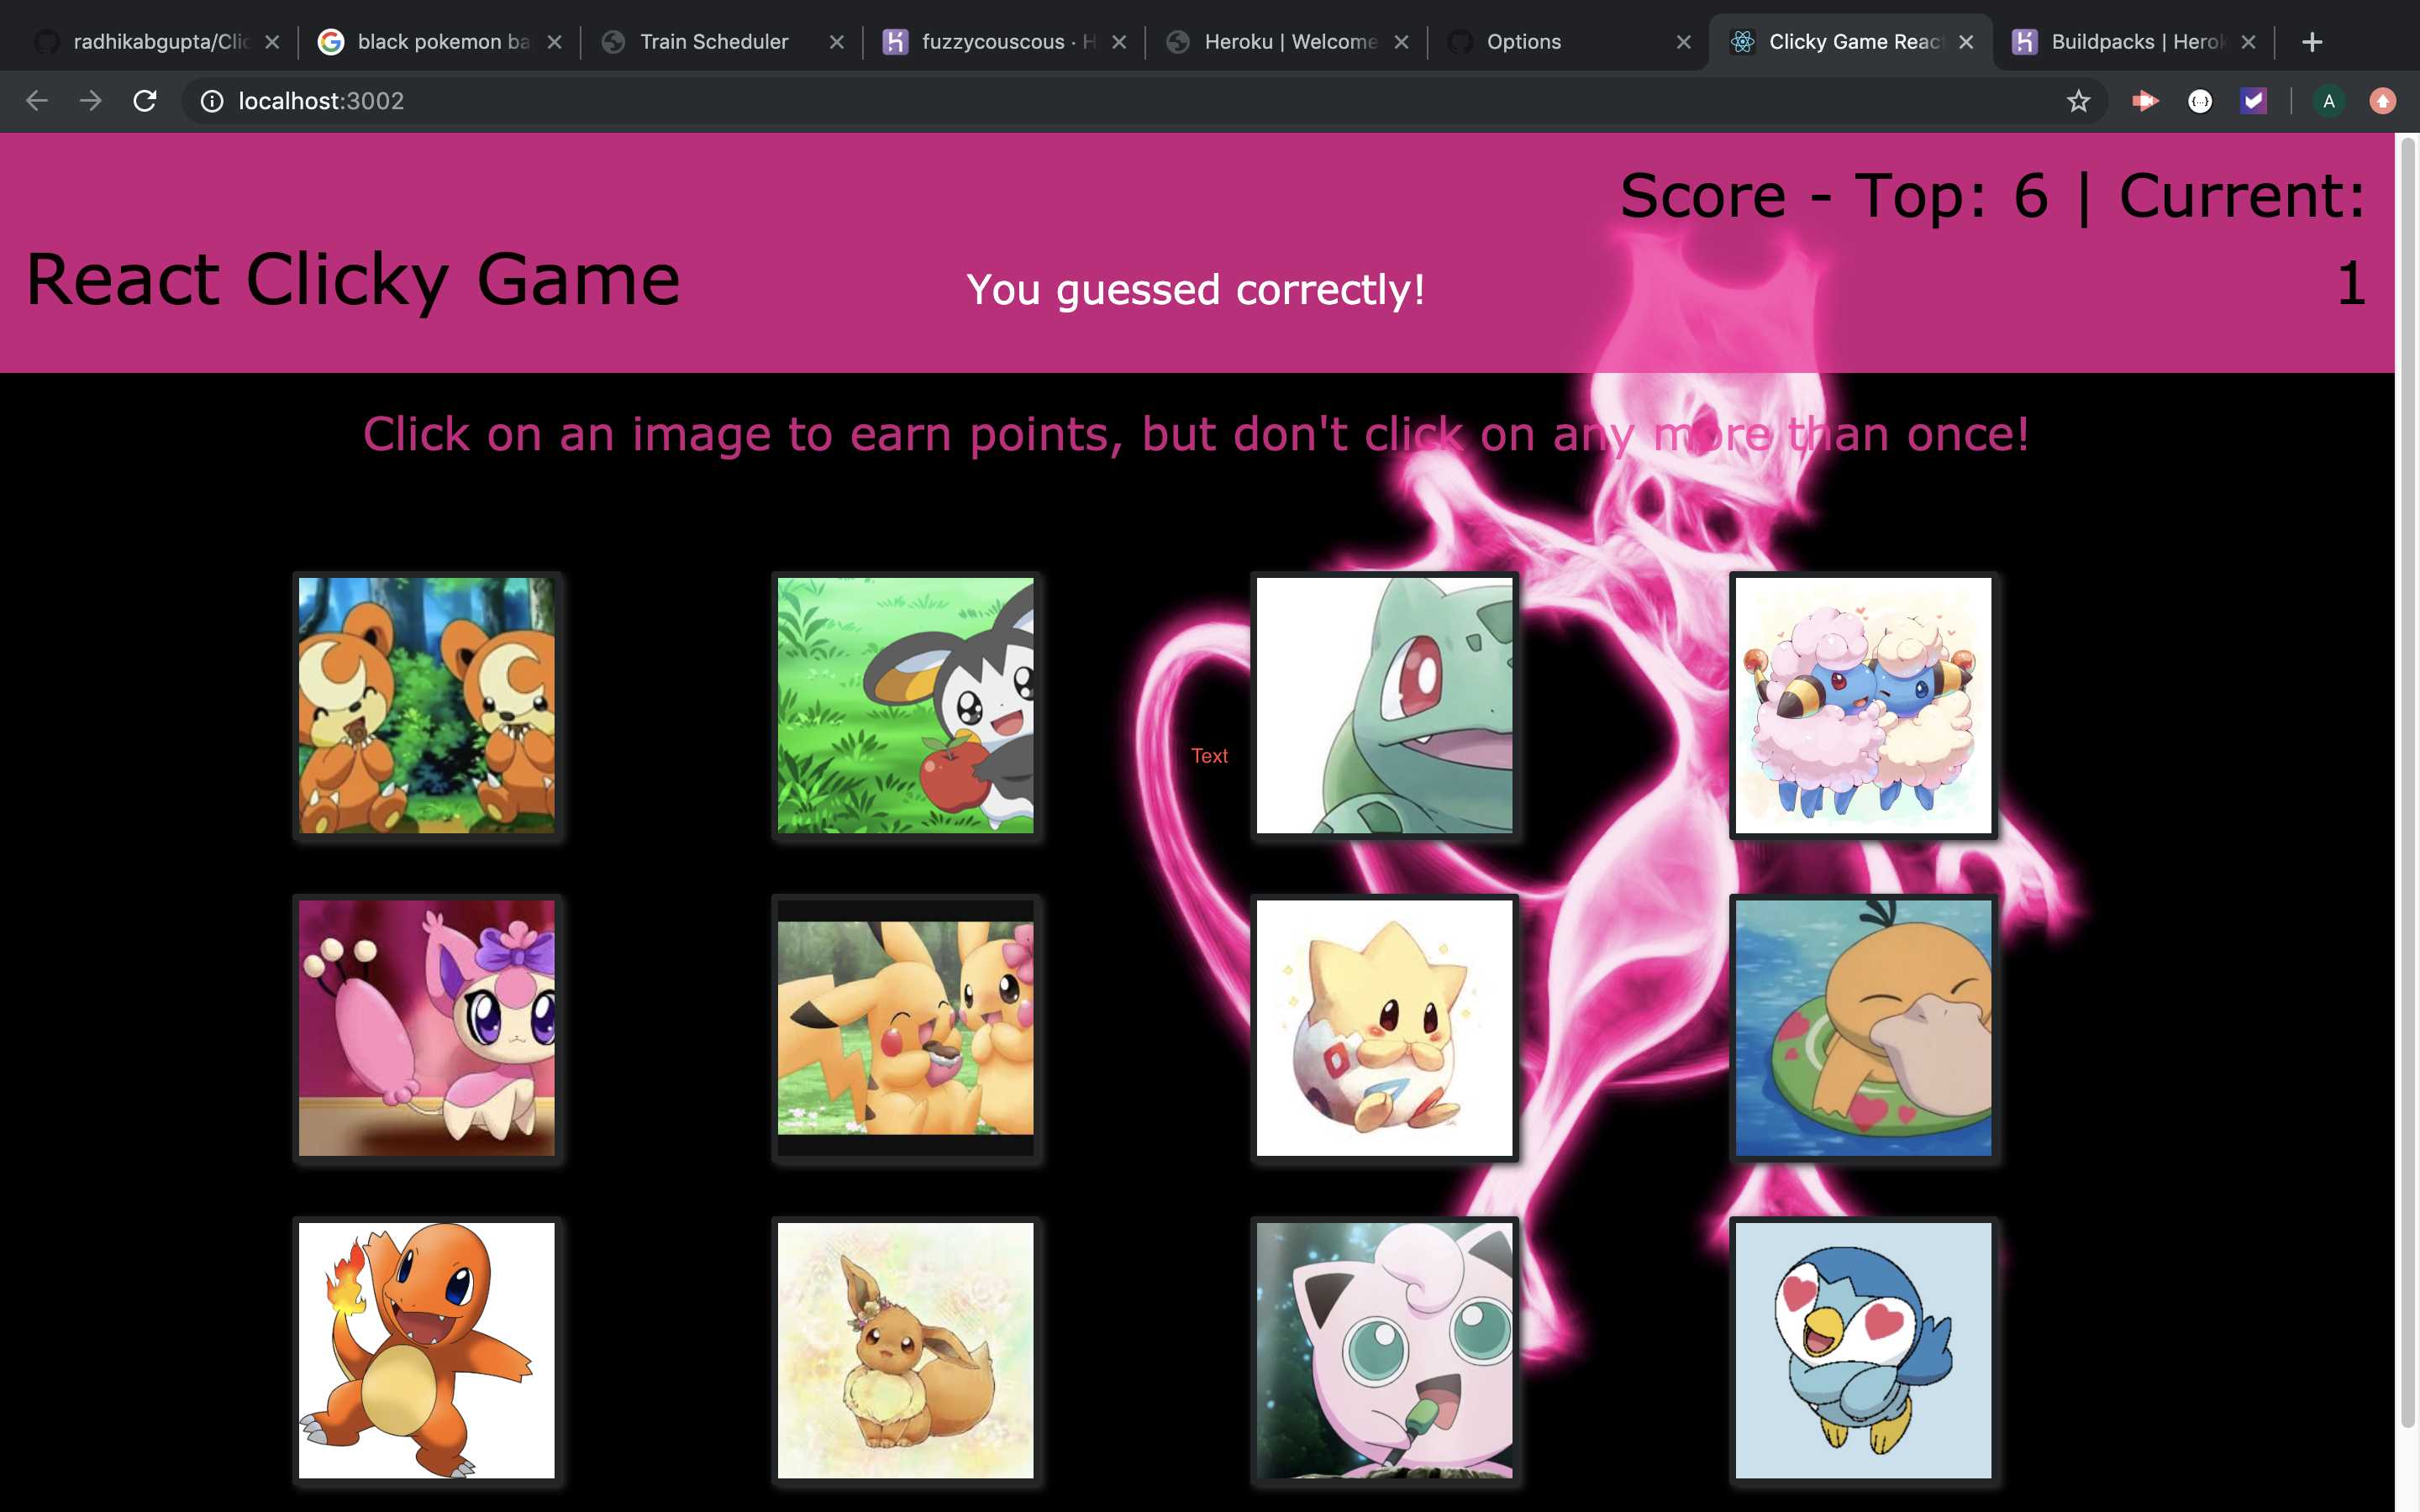 radhikabgupta/Clic
black pokemon ba
Train Scheduler
fuzzycouscous · H
Heroku | Welcome
Options
Clicky Game Reac
Buildpacks | Herok
localhost:3002
A
Score - Top: 6 | Current:
1
React Clicky Game
You guessed correctly!
Click on an image to earn points, but don't click on any more than once!
Text